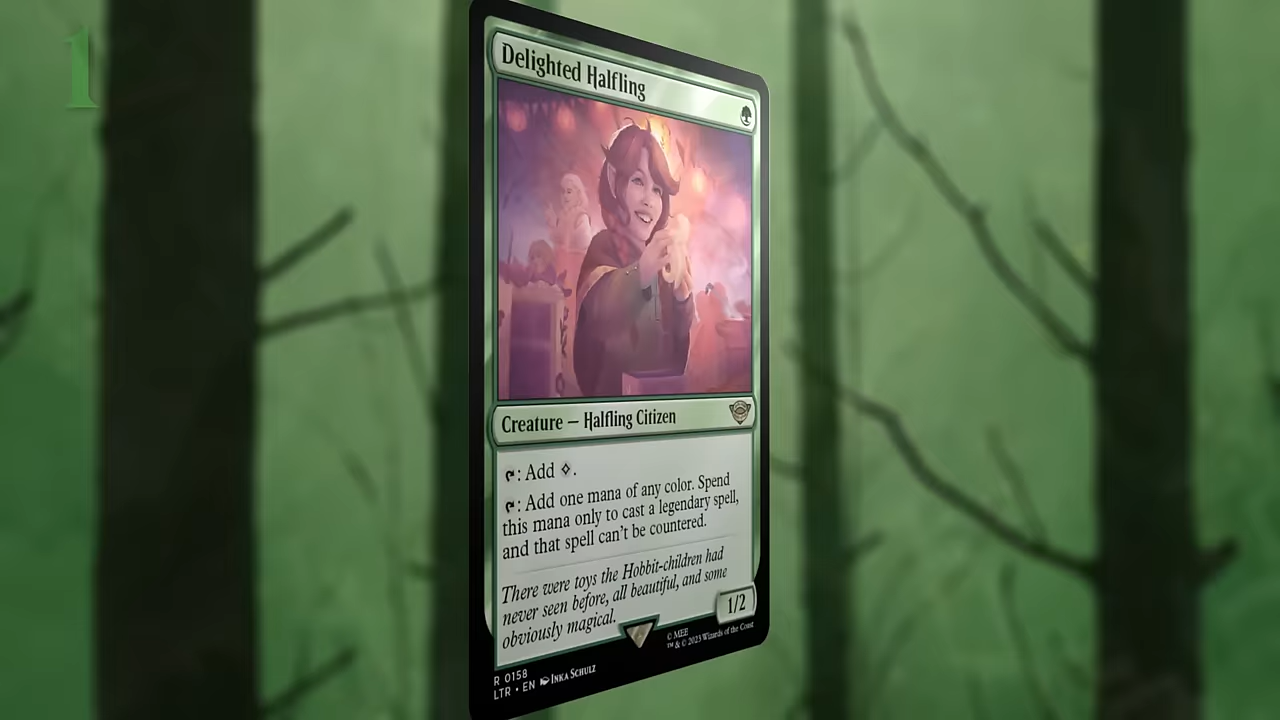 1
Delighted Halfling
Creature — Halfling Citizen
: Add .
: Add one mana of any color. Spend
this mana only to cast a legendary spell,
and that spell can't be countered.
There were toys the Hobbit-children had
never seen before, all beautiful, and some
obviously magical.
1/2
© MEE
™ & © 2023 Wizards of the Coast
R 0158
LTR • EN Inka Schulz